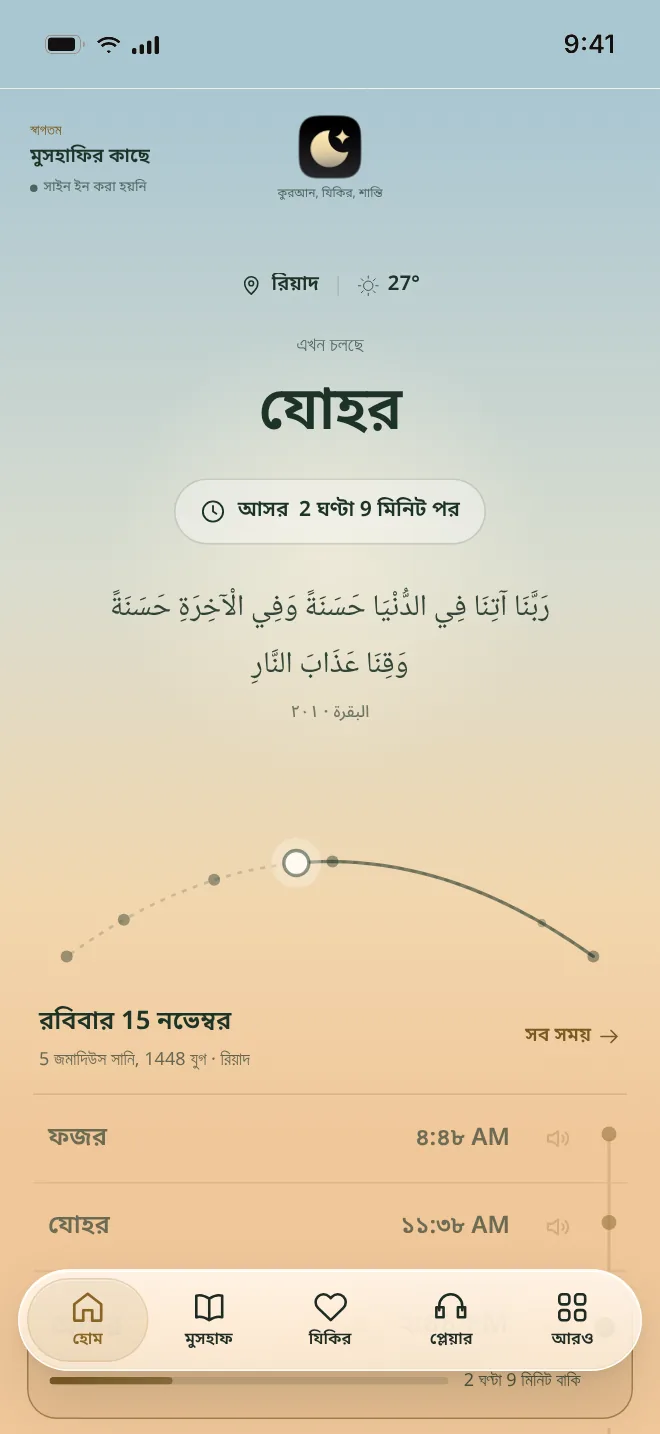 9:41
স্বাগতম
মুসহাফির কাছে
সাইন ইন করা হয়নি
কুরআন, যিকির, শান্তি
রিয়াদ
27°
এখন চলছে
যোহর
আসর 2 ঘণ্টা 9 মিনিট পর
رَبَّنَا آتِنَا فِي الدُّنْيَا حَسَنَةً وَفِي الْآخِرَةِ حَسَنَةً
وَقِنَا عَذَابَ النَّارِ
البقرة · ٢٠١
রবিবার 15 নভেম্বর
সব সময় →
5 জমাদিউস সানি, 1448 যুগ · রিয়াদ
ফজর ৪:৪৮ AM
যোহর ১১:৩৮ AM
হোম
মুসহাফ
যিকির
প্লেয়ার
আরও
2 ঘণ্টা 9 মিনিট বাকি